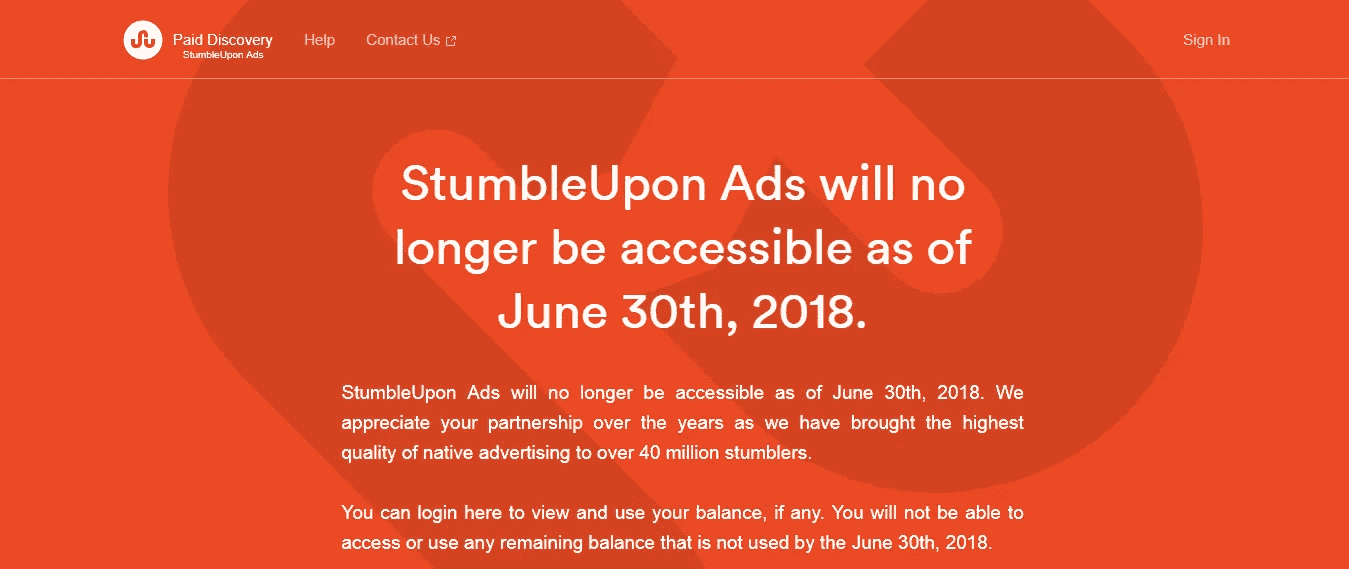 Paid Discovery Help Contact Us Sign In
StumbleUpon Ads
StumbleUpon Ads will no
longer be accessible as of
June 30th, 2018.
StumbleUpon Ads will no longer be accessible as of June 30th, 2018. We
appreciate your partnership over the years as we have brought the highest
quality of native advertising to over 40 million stumblers.
You can login here to view and use your balance, if any. You will not be able to
access or use any remaining balance that is not used by the June 30th, 2018.